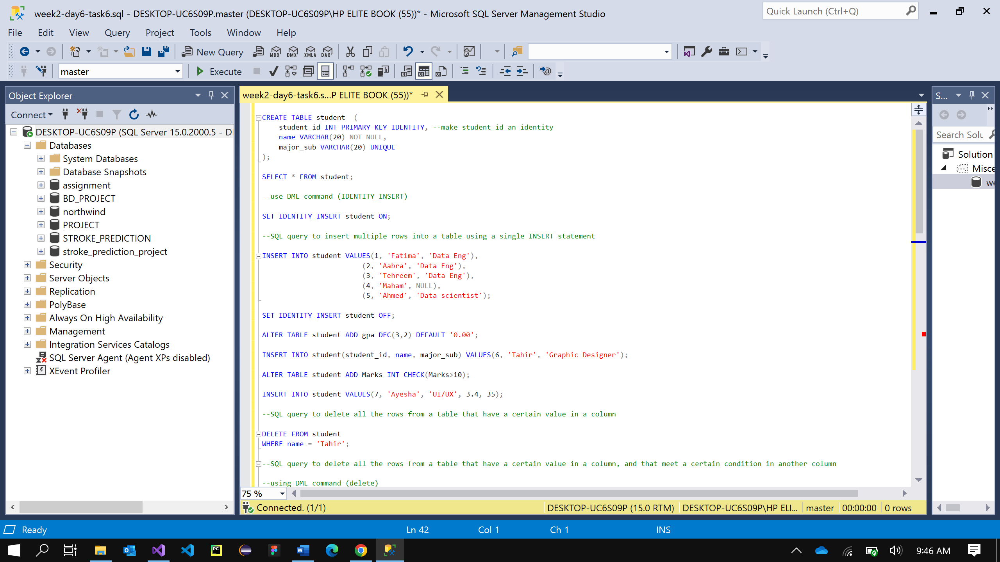 week2-day6-task6.sql - DESKTOP-UC6S09P.master (DESKTOP-UC6S09P\HP ELITE BOOK (55))* - Microsoft SQL Server Management Studio
Quick Launch (Ctrl+Q)
File Edit View Query Project Tools Window Help
New Query MDX DMX XMLA DAX
master Execute
Object Explorer
Connect
DESKTOP-UC6S09P (SQL Server 15.0.2000.5 - DI
Databases
System Databases
Database Snapshots
assignment
BD_PROJECT
northwind
PROJECT
STROKE_PREDICTION
stroke_prediction_project
Security
Server Objects
Replication
PolyBase
Always On High Availability
Management
Integration Services Catalogs
SQL Server Agent (Agent XPs disabled)
XEvent Profiler
week2-day6-task6.s...P ELITE BOOK (55))*
CREATE TABLE student  (
    student_id INT PRIMARY KEY IDENTITY, --make student_id an identity
    name VARCHAR(20) NOT NULL,
    major_sub VARCHAR(20) UNIQUE
);
SELECT * FROM student;
--use DML command (IDENTITY_INSERT)
SET IDENTITY_INSERT student ON;
--SQL query to insert multiple rows into a table using a single INSERT statement
INSERT INTO student VALUES(1, 'Fatima', 'Data Eng'),
                        (2, 'Aabra', 'Data Eng'),
                        (3, 'Tehreem', 'Data Eng'),
                        (4, 'Maham', NULL),
                        (5, 'Ahmed', 'Data scientist');
SET IDENTITY_INSERT student OFF;
ALTER TABLE student ADD gpa DEC(3,2) DEFAULT '0.00';
INSERT INTO student(student_id, name, major_sub) VALUES(6, 'Tahir', 'Graphic Designer');
ALTER TABLE student ADD Marks INT CHECK(Marks>10);
INSERT INTO student VALUES(7, 'Ayesha', 'UI/UX', 3.4, 35);
--SQL query to delete all the rows from a table that have a certain value in a column
DELETE FROM student
WHERE name = 'Tahir';
--SQL query to delete all the rows from a table that have a certain value in a column, and that meet a certain condition in another column
--using DML command (delete)
75 %
Connected. (1/1)
DESKTOP-UC6S09P (15.0 RTM)
DESKTOP-UC6S09P\HP ELI...
master
00:00:00
0 rows
S...
Search Solu
Solution
Misce
we
Ready
Ln 42
Col 1
Ch 1
INS
9:46 AM